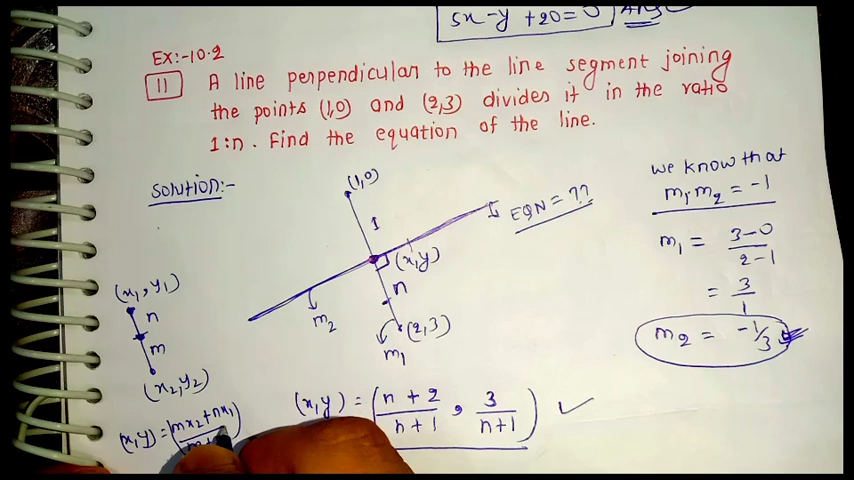 5x-y +20=0 Ans
Ex:-10.2
11 A line perpendicular to the line segment joining
the points (1,0) and (2,3) divides it in the ratio
1:n. Find the equation of the line.
Solution:-
(1,0)
1
EQN = ??
(x,y)
n
m2
(2,3)
m1
we know that
m1.m2 = -1
m1 = 3-0/2-1
= 3/1
m2 = -1/3
(x1, y1)
n
m
(x2, y2)
(x,y) = (mx2+nx1
(x,y) = (n+2/n+1, 3/n+1)